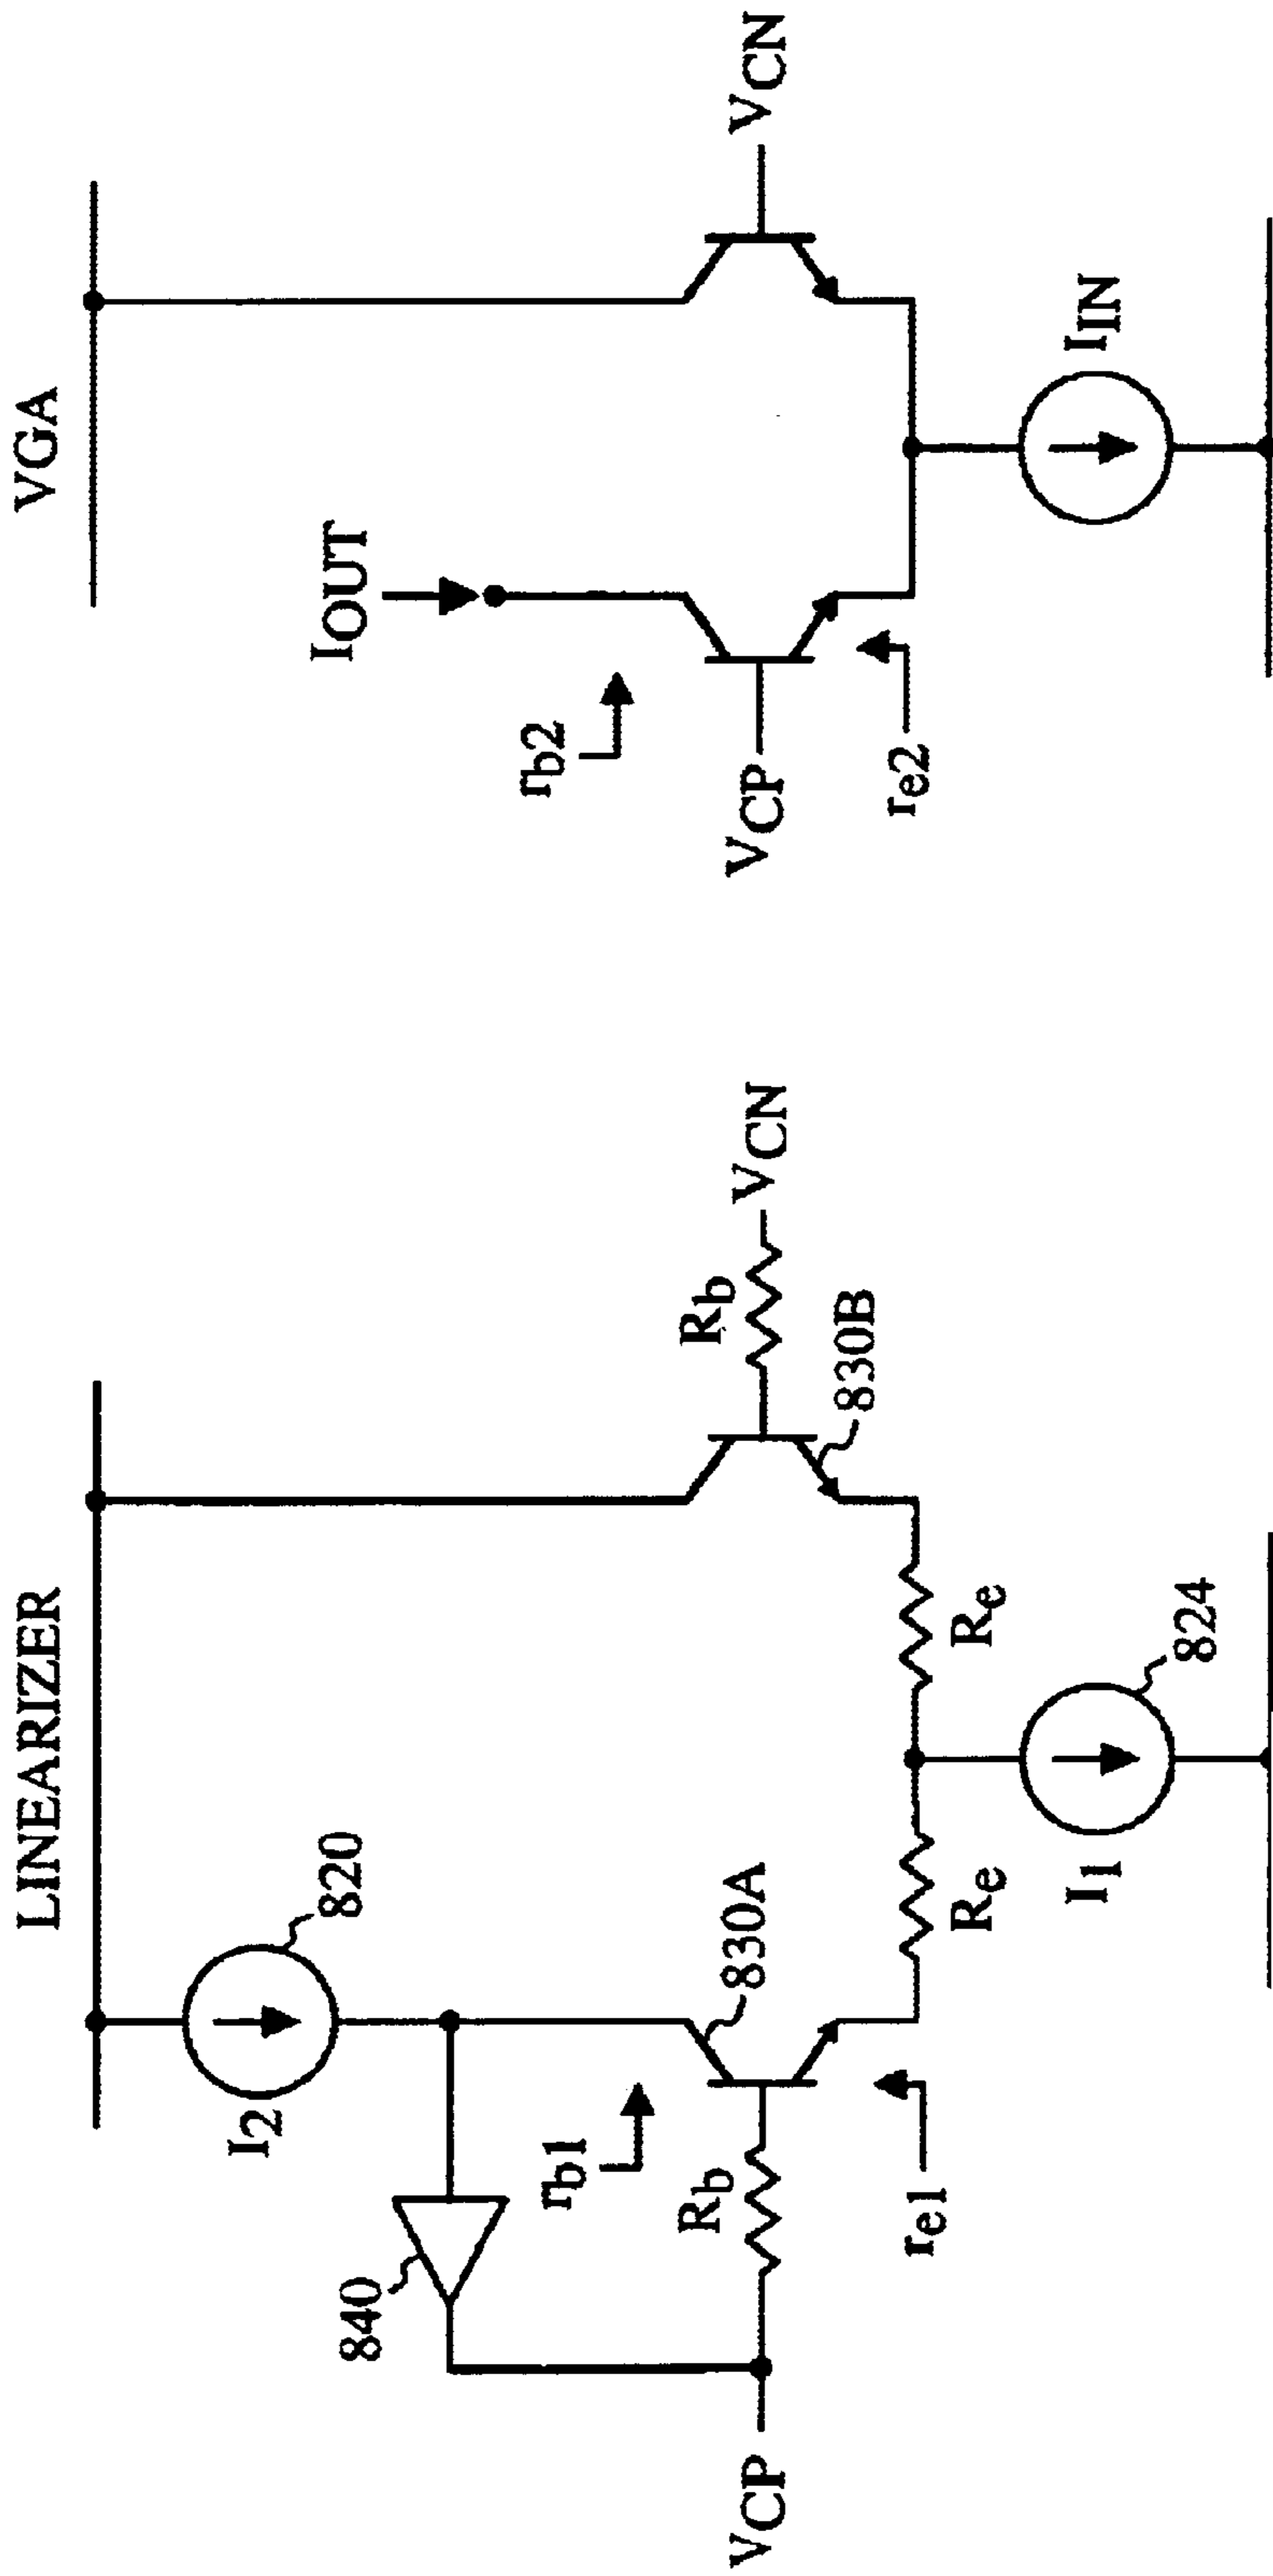 LINEARIZER
I2
820
840
rb1
830A
Rb
VCP
re1
Re
Re
I1
824
830B
Rb
VCN
VGA
IOUT
rb2
VCP
re2
VCN
IIN